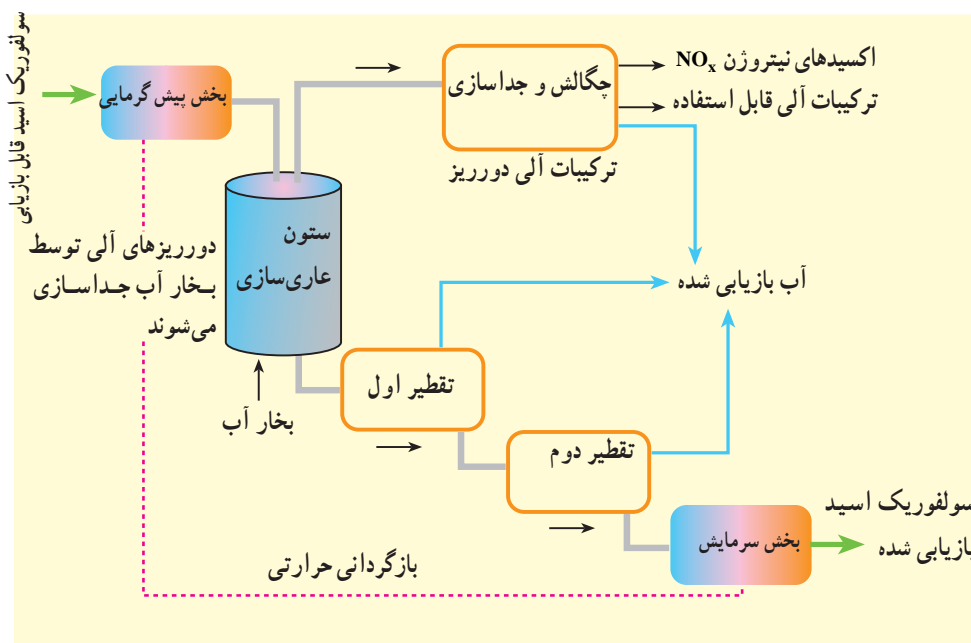 سولفوریک اسید قابل بازیابی
بخش پیش گرمایی
چگالش و جداسازی
اکسیدهای نیتروژن NOx
ترکیبات آلی قابل استفاده
ترکیبات آلی دورریز
ستون
عاری‌سازی
دورریزهای آلی توسط
بخار آب جداسازی
می‌شوند
آب بازیابی شده
بخار آب
تقطیر اول
تقطیر دوم
بخش سرمایش
سولفوریک اسید
بازیابی شده
بازگردانی حرارتی